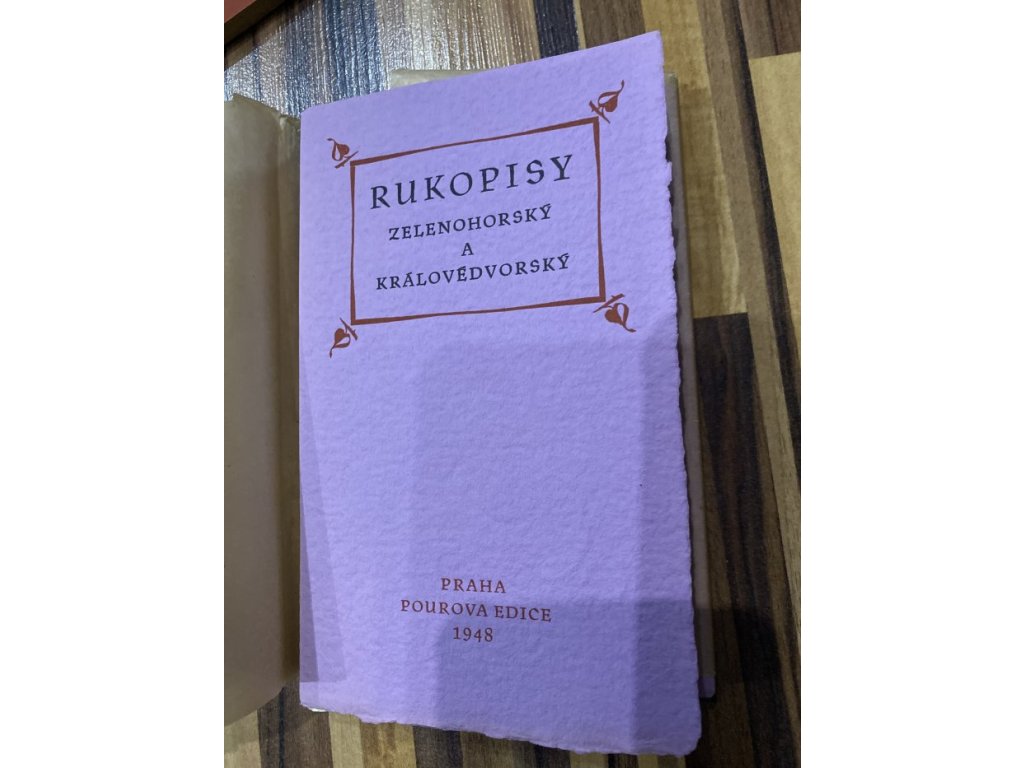 RUKOPISY
ZELENOHORSKÝ
A
KRÁLOVÉDVORSKÝ
PRAHA
POUROVA EDICE
1948